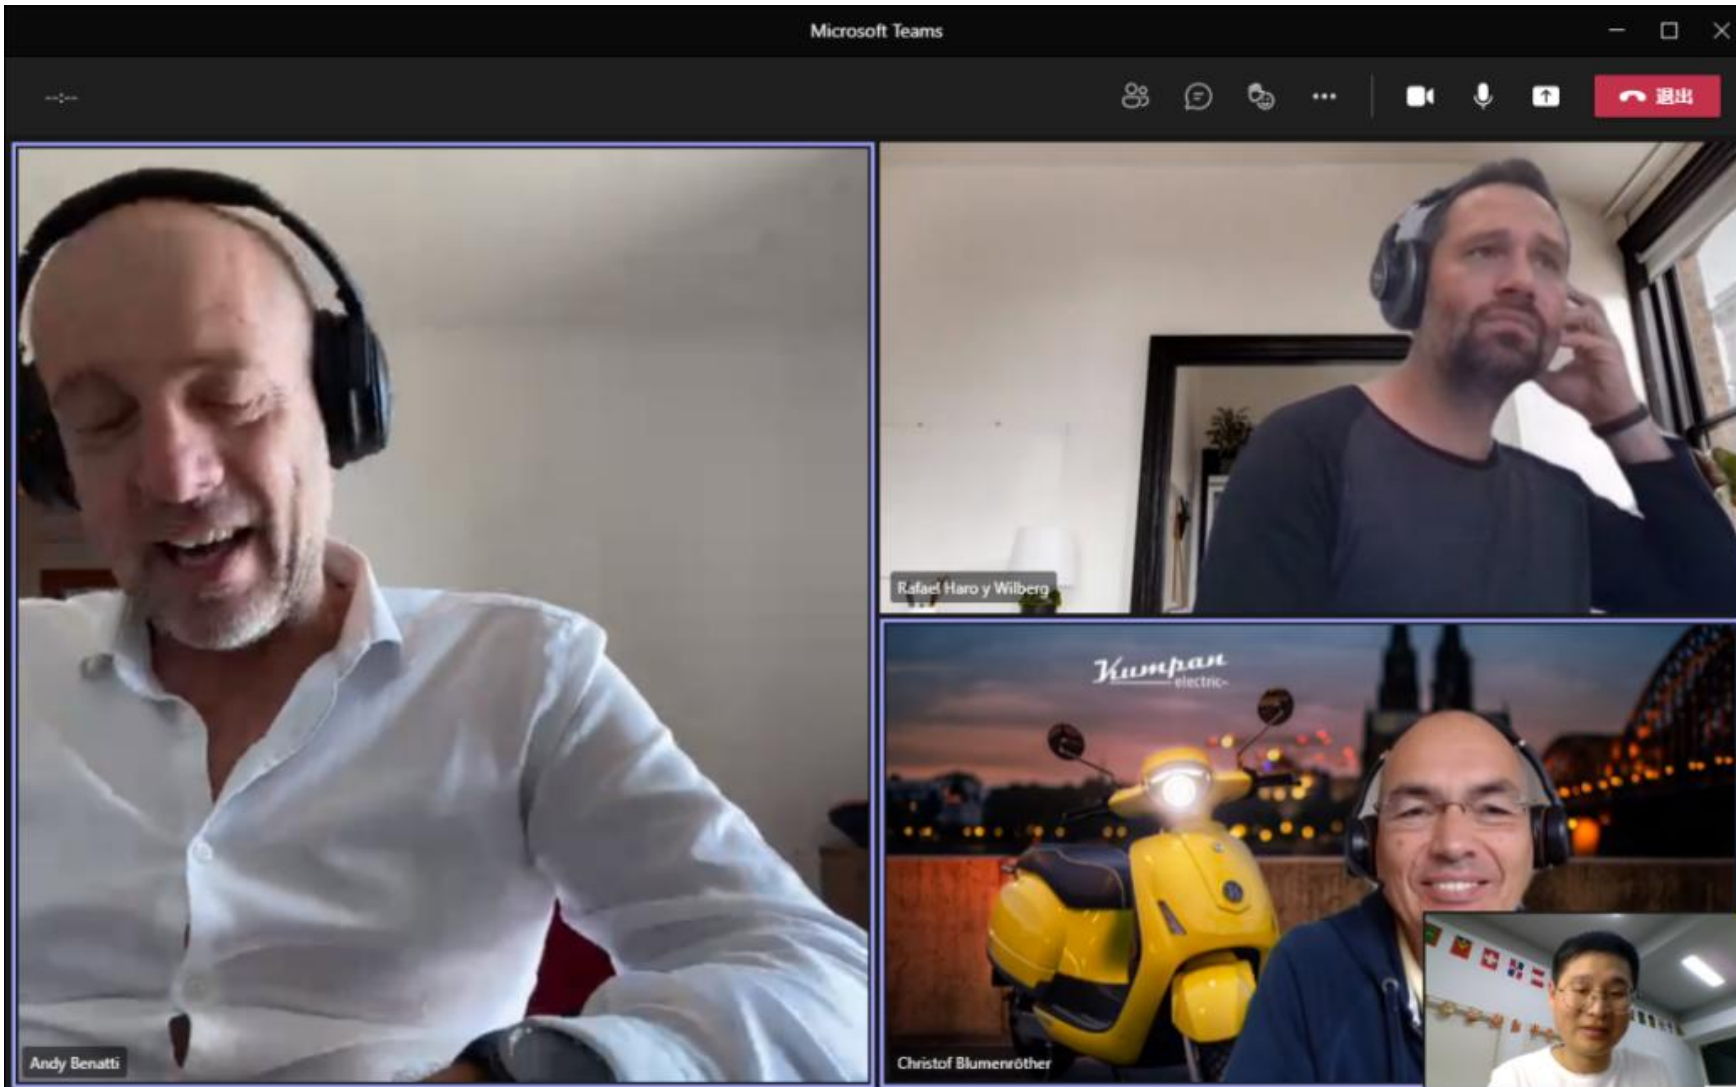 Microsoft Teams
--:--
退出
Rafael Haro y Wilberg
Kumpan
electric
Andy Benatti
Christof Blumenröther